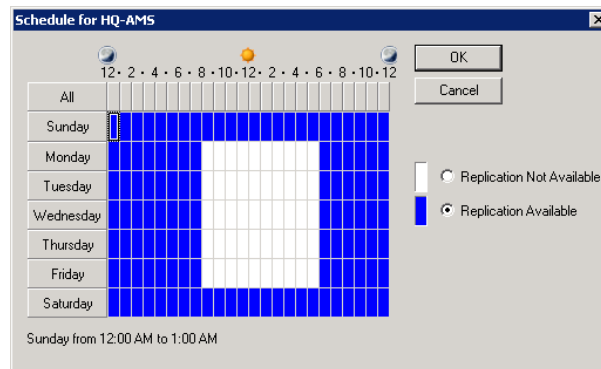 Schedule for HQ-AMS
12 · 2 · 4 · 6 · 8 · 10 · 12 · 2 · 4 · 6 · 8 · 10 · 12
All
Sunday
Monday
Tuesday
Wednesday
Thursday
Friday
Saturday
Sunday from 12:00 AM to 1:00 AM
OK
Cancel
Replication Not Available
Replication Available